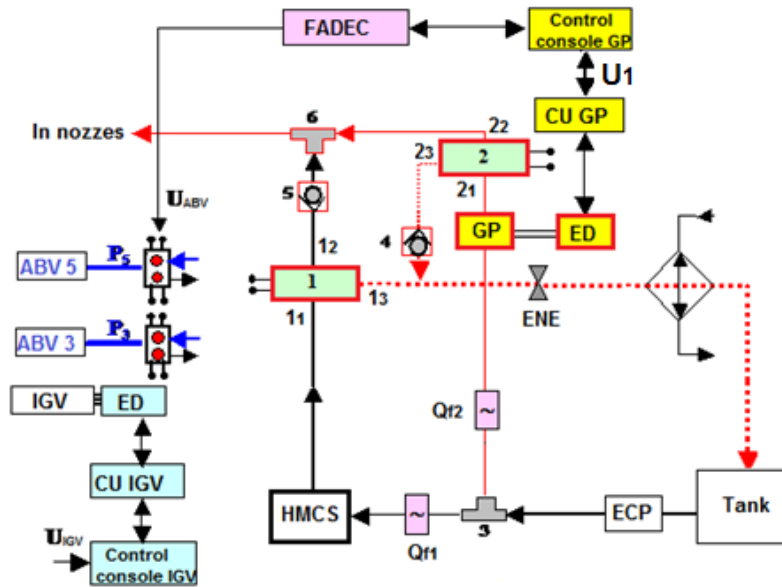 FADEC
Control
console GP
U1
CU GP
6
22
In nozzes
23
2
21
5
UABV
4
GP
ED
12
P5
ABV 5
1
13
ENE
11
P3
ABV 3
IGV
ED
~
Qf2
CU IGV
HMCS
~
3
ECP
Tank
Qf1
UIGV
Control
console IGV